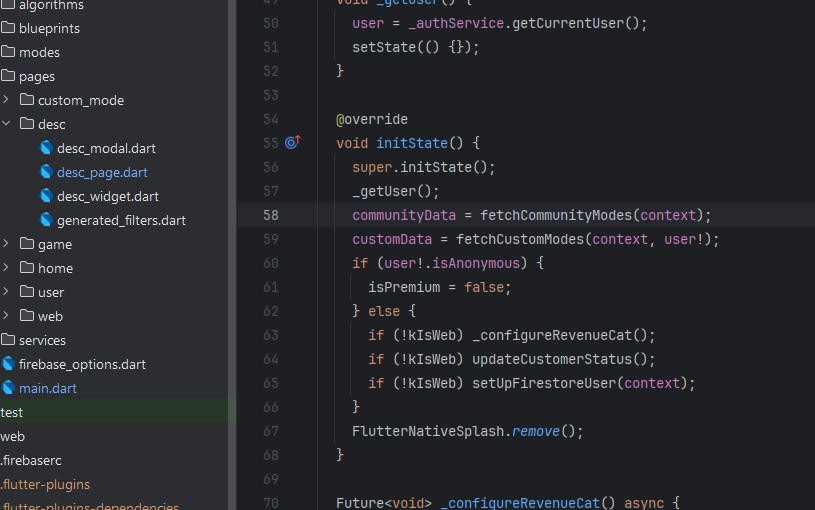 algorithms
blueprints
modes
pages
custom_mode
desc
desc_modal.dart
desc_page.dart
desc_widget.dart
generated_filters.dart
game
home
user
web
services
firebase_options.dart
main.dart
test
web
.firebaserc
.flutter-plugins
.flutter-plugins-dependencies
49 void _getUser() {
50 user = _authService.getCurrentUser();
51 setState(() {});
52 }
53
54 @override
55 void initState() {
56 super.initState();
57 _getUser();
58 communityData = fetchCommunityModes(context);
59 customData = fetchCustomModes(context, user!);
60 if (user!.isAnonymous) {
61 isPremium = false;
62 } else {
63 if (!kIsWeb) _configureRevenueCat();
64 if (!kIsWeb) updateCustomerStatus();
65 if (!kIsWeb) setUpFirestoreUser(context);
66 }
67 FlutterNativeSplash.remove();
68 }
69
70 Future<void> _configureRevenueCat() async {